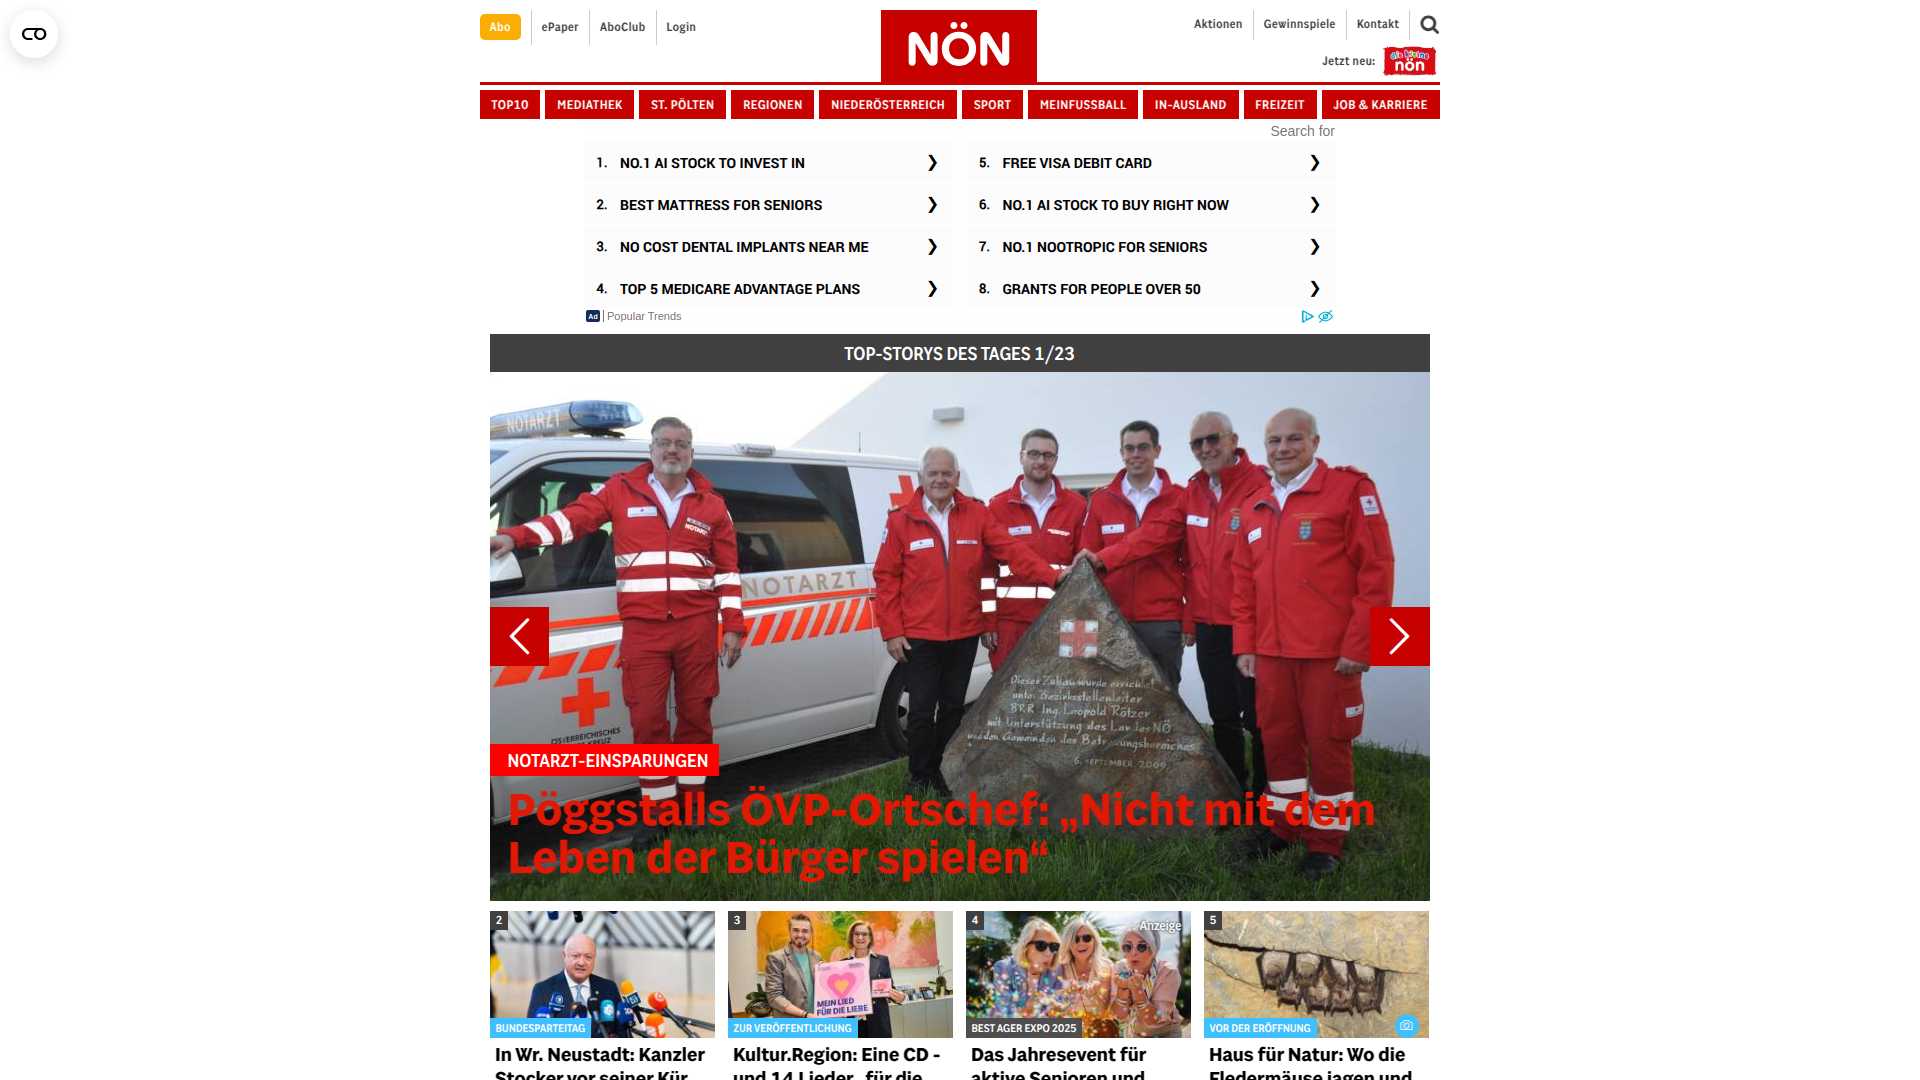 Abo
ePaper
AboClub
Login
NÖN
Aktionen
Gewinnspiele
Kontakt
Jetzt neu:
die kleine
nön
TOP10
MEDIATHEK
ST. PÖLTEN
REGIONEN
NIEDERÖSTERREICH
SPORT
MEINFUSSBALL
IN-AUSLAND
FREIZEIT
JOB & KARRIERE
Search for
1. NO.1 AI STOCK TO INVEST IN
2. BEST MATTRESS FOR SENIORS
3. NO COST DENTAL IMPLANTS NEAR ME
4. TOP 5 MEDICARE ADVANTAGE PLANS
5. FREE VISA DEBIT CARD
6. NO.1 AI STOCK TO BUY RIGHT NOW
7. NO.1 NOOTROPIC FOR SENIORS
8. GRANTS FOR PEOPLE OVER 50
Ad | Popular Trends
TOP-STORYS DES TAGES 1/23
NOTARZT
NOTARZT
NOTARZT
Dieser Zubau wurde errichtet
unter Bezirksstellenleiter
BRR Ing. Leopold Rötzer
mit Unterstützung des Landes NÖ
und den Gemeinden des Betreuungsbereiches
6. SEPTEMBER 2009
ÖSTERREICHISCHES
KREUZ
NOTARZT-EINSPARUNGEN
Pöggstalls ÖVP-Ortschef: „Nicht mit dem
Leben der Bürger spielen“
2
BUNDESPARTEITAG
In Wr. Neustadt: Kanzler
Stocker vor seiner Kür
3
MEIN LIED
FÜR DIE LIEBE
ZUR VERÖFFENTLICHUNG
Kultur.Region: Eine CD -
und 14 Lieder „für die
4
Anzeige
BEST AGER EXPO 2025
Das Jahresevent für
aktive Senioren und
5
VOR DER ERÖFFNUNG
Haus für Natur: Wo die
Fledermäuse jagen und